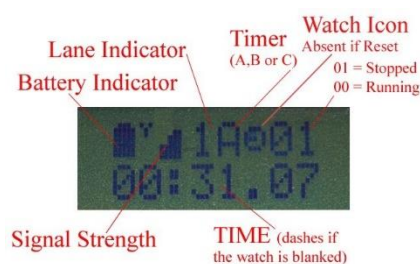 Watch Icon
Timer
Absent if Reset
Lane Indicator
(A,B or C)
01 = Stopped
Battery Indicator
00 = Running
1A 01
00:31.07
Signal Strength
TIME (dashes if
the watch is blanked)